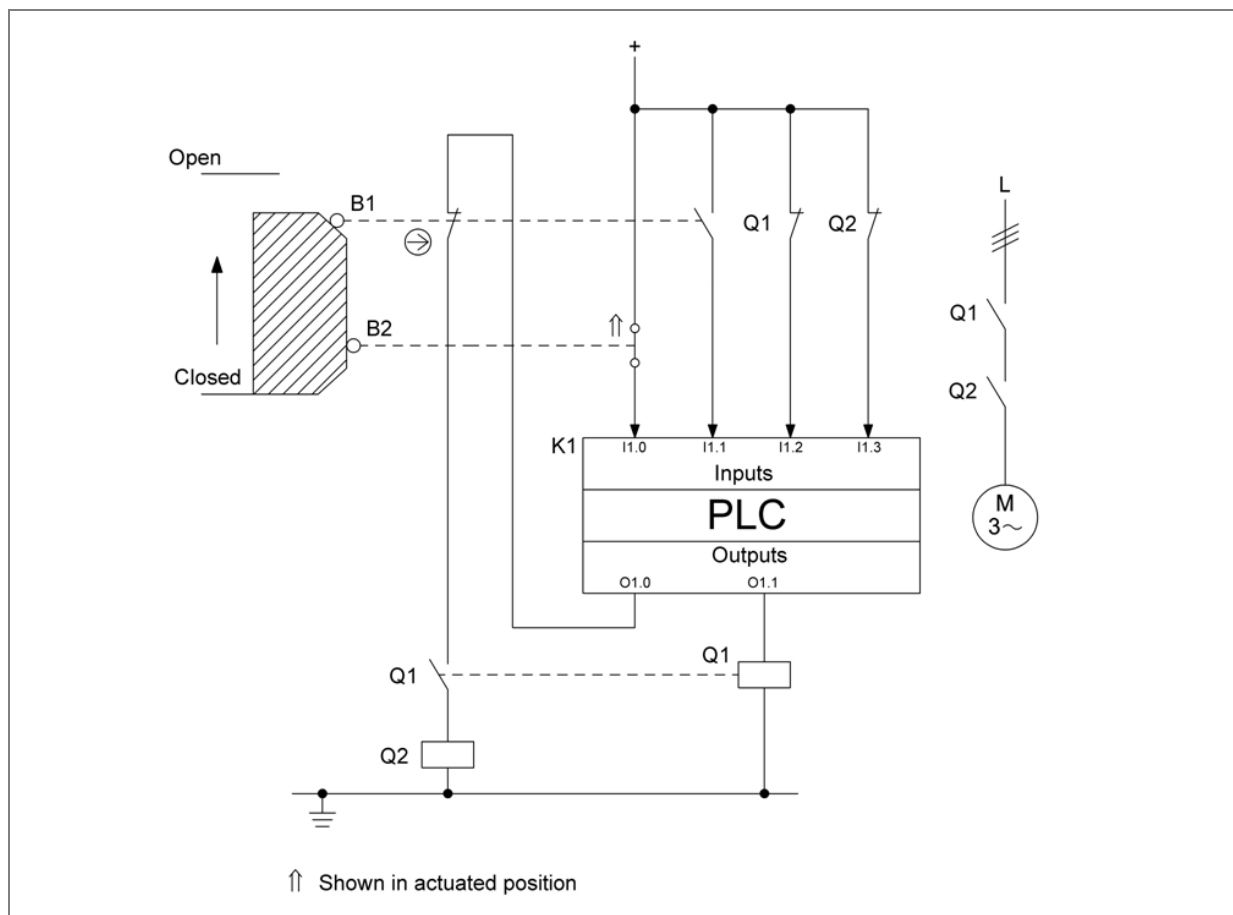 +
Open
L
B1
Q1
Q2
Q1
B2
⇑
Closed
Q2
K1
I1.0
I1.1
I1.2
I1.3
Inputs
M
3～
PLC
Outputs
O1.0
O1.1
Q1
Q1
Q2
⇑ Shown in actuated position